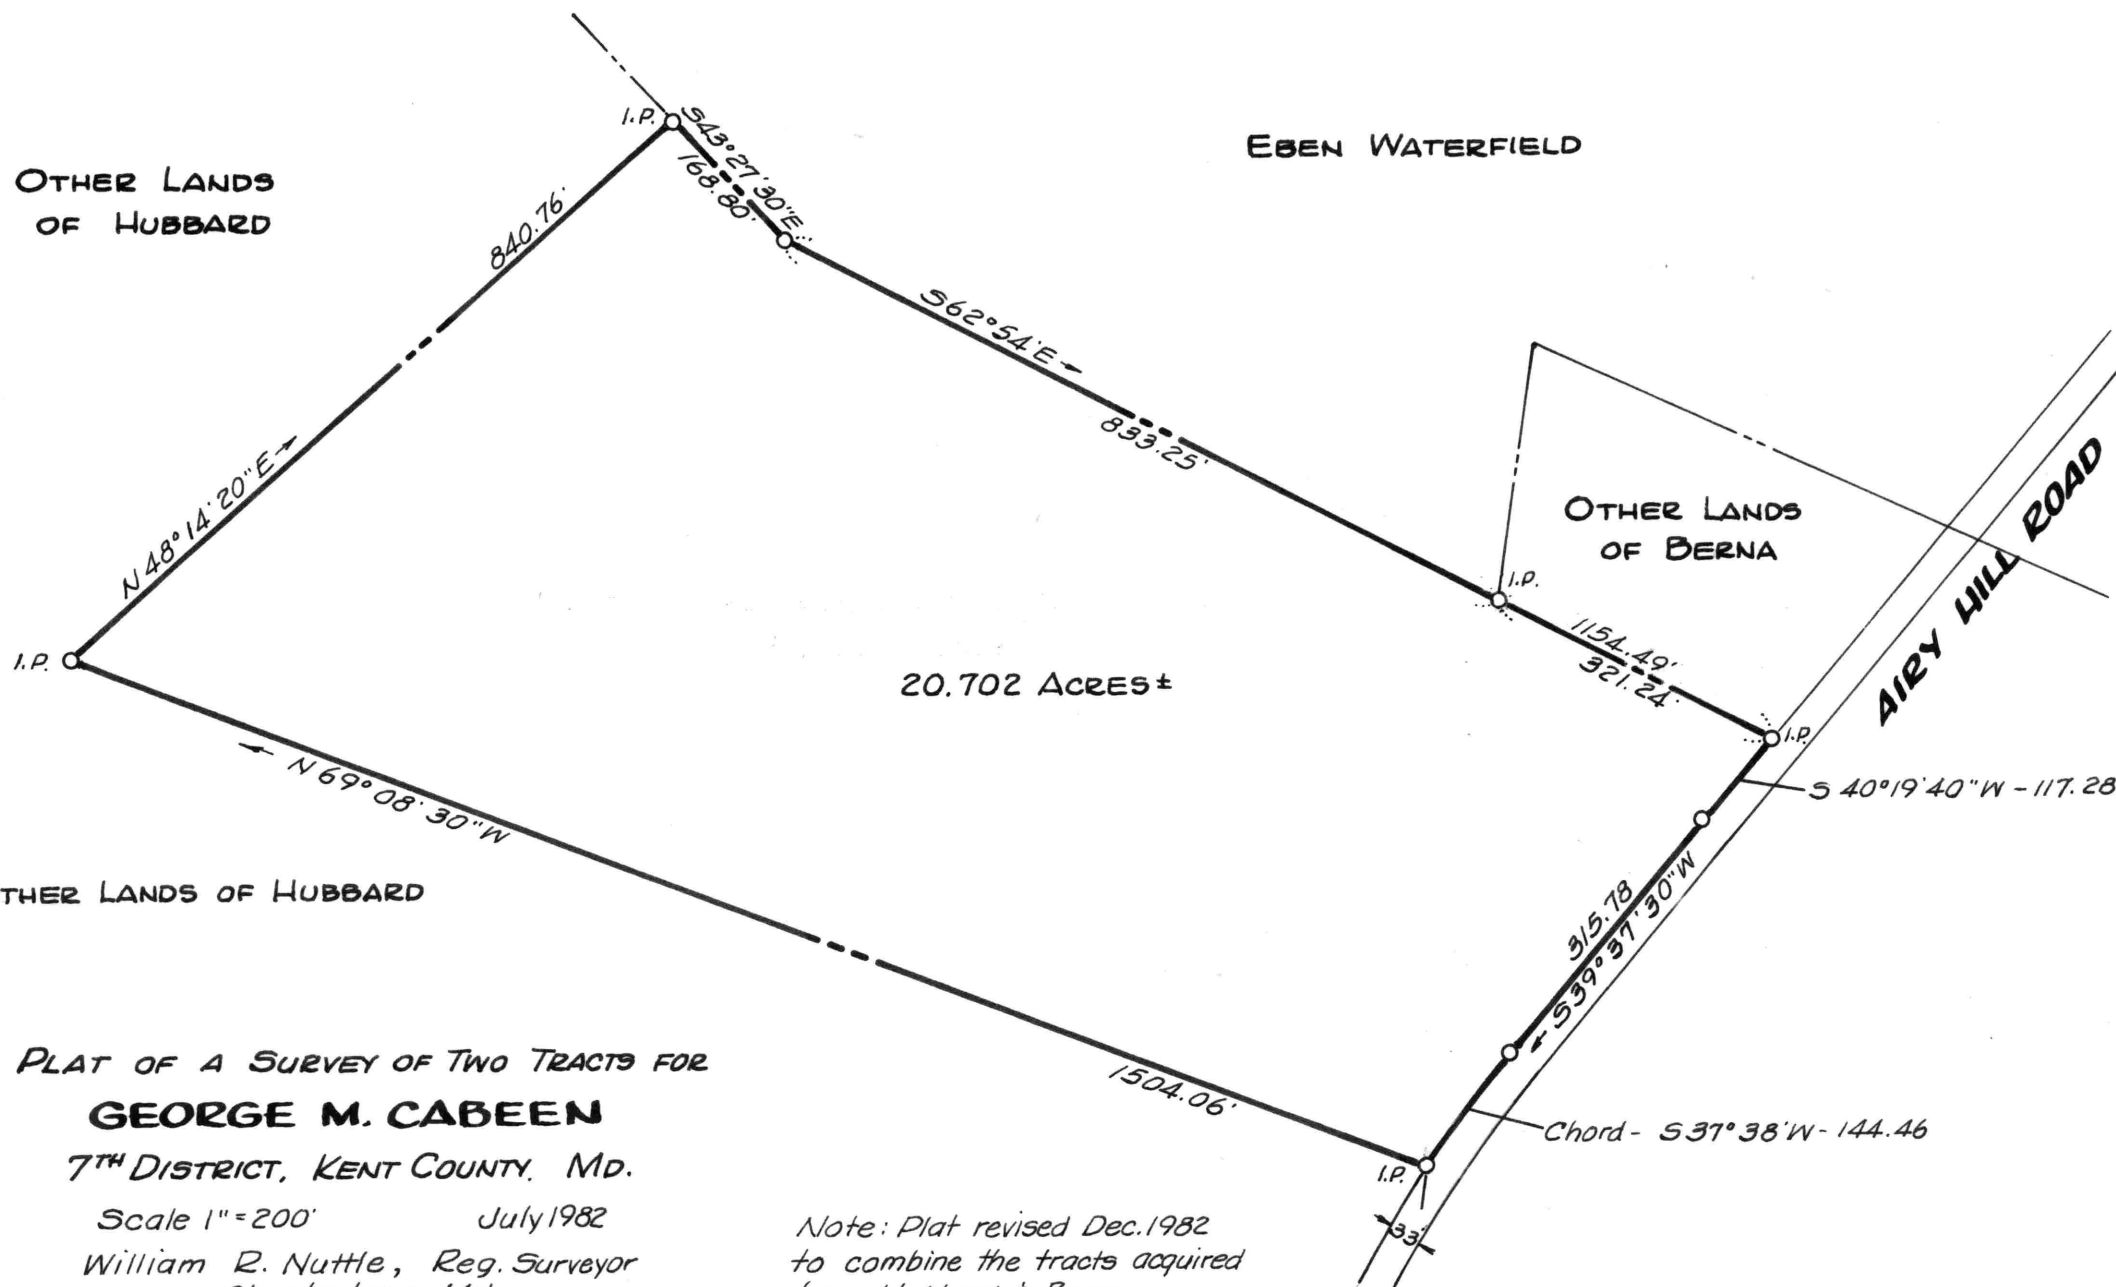 OTHER LANDS
OF HUBBARD
I.P.
S43°27'30"E
168.80'
EBEN WATERFIELD
840.76'
N48°14'20"E
S62°54'E
833.25'
OTHER LANDS
OF BERNA
I.P.
1154.49'
321.24'
AIRY HILL ROAD
I.P.
20.702 ACRES±
I.P.
S 40°19'40"W - 117.28
N 69°08'30"W
315.78
S39°37'30"W
THER LANDS OF HUBBARD
1504.06'
Chord - S 37°38'W - 144.46
I.P.
33'
PLAT OF A SURVEY OF TWO TRACTS FOR
GEORGE M. CABEEN
7TH DISTRICT, KENT COUNTY, MD.
Scale 1"=200' July 1982
William R. Nuttle, Reg. Surveyor
Note: Plat revised Dec. 1982
to combine the tracts acquired